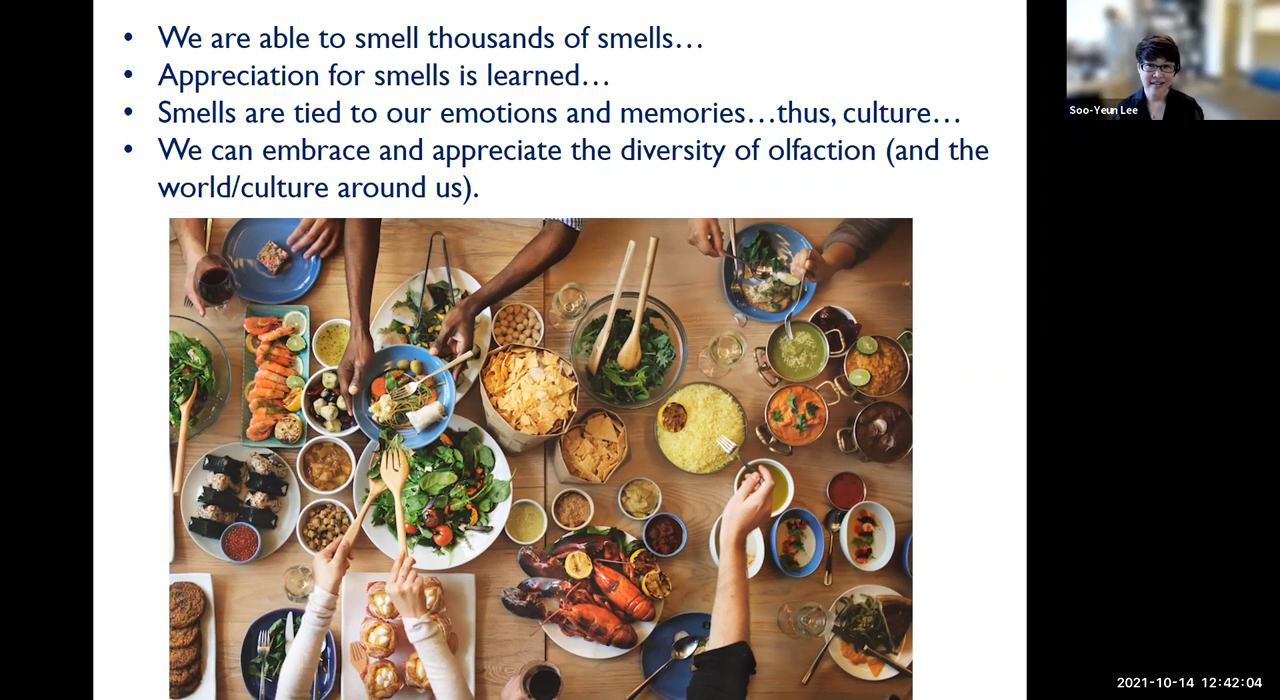 • We are able to smell thousands of smells…
• Appreciation for smells is learned…
• Smells are tied to our emotions and memories…thus, culture…
• We can embrace and appreciate the diversity of olfaction (and the
world/culture around us).
Soo-Yeun Lee
2021-10-14 12:42:04